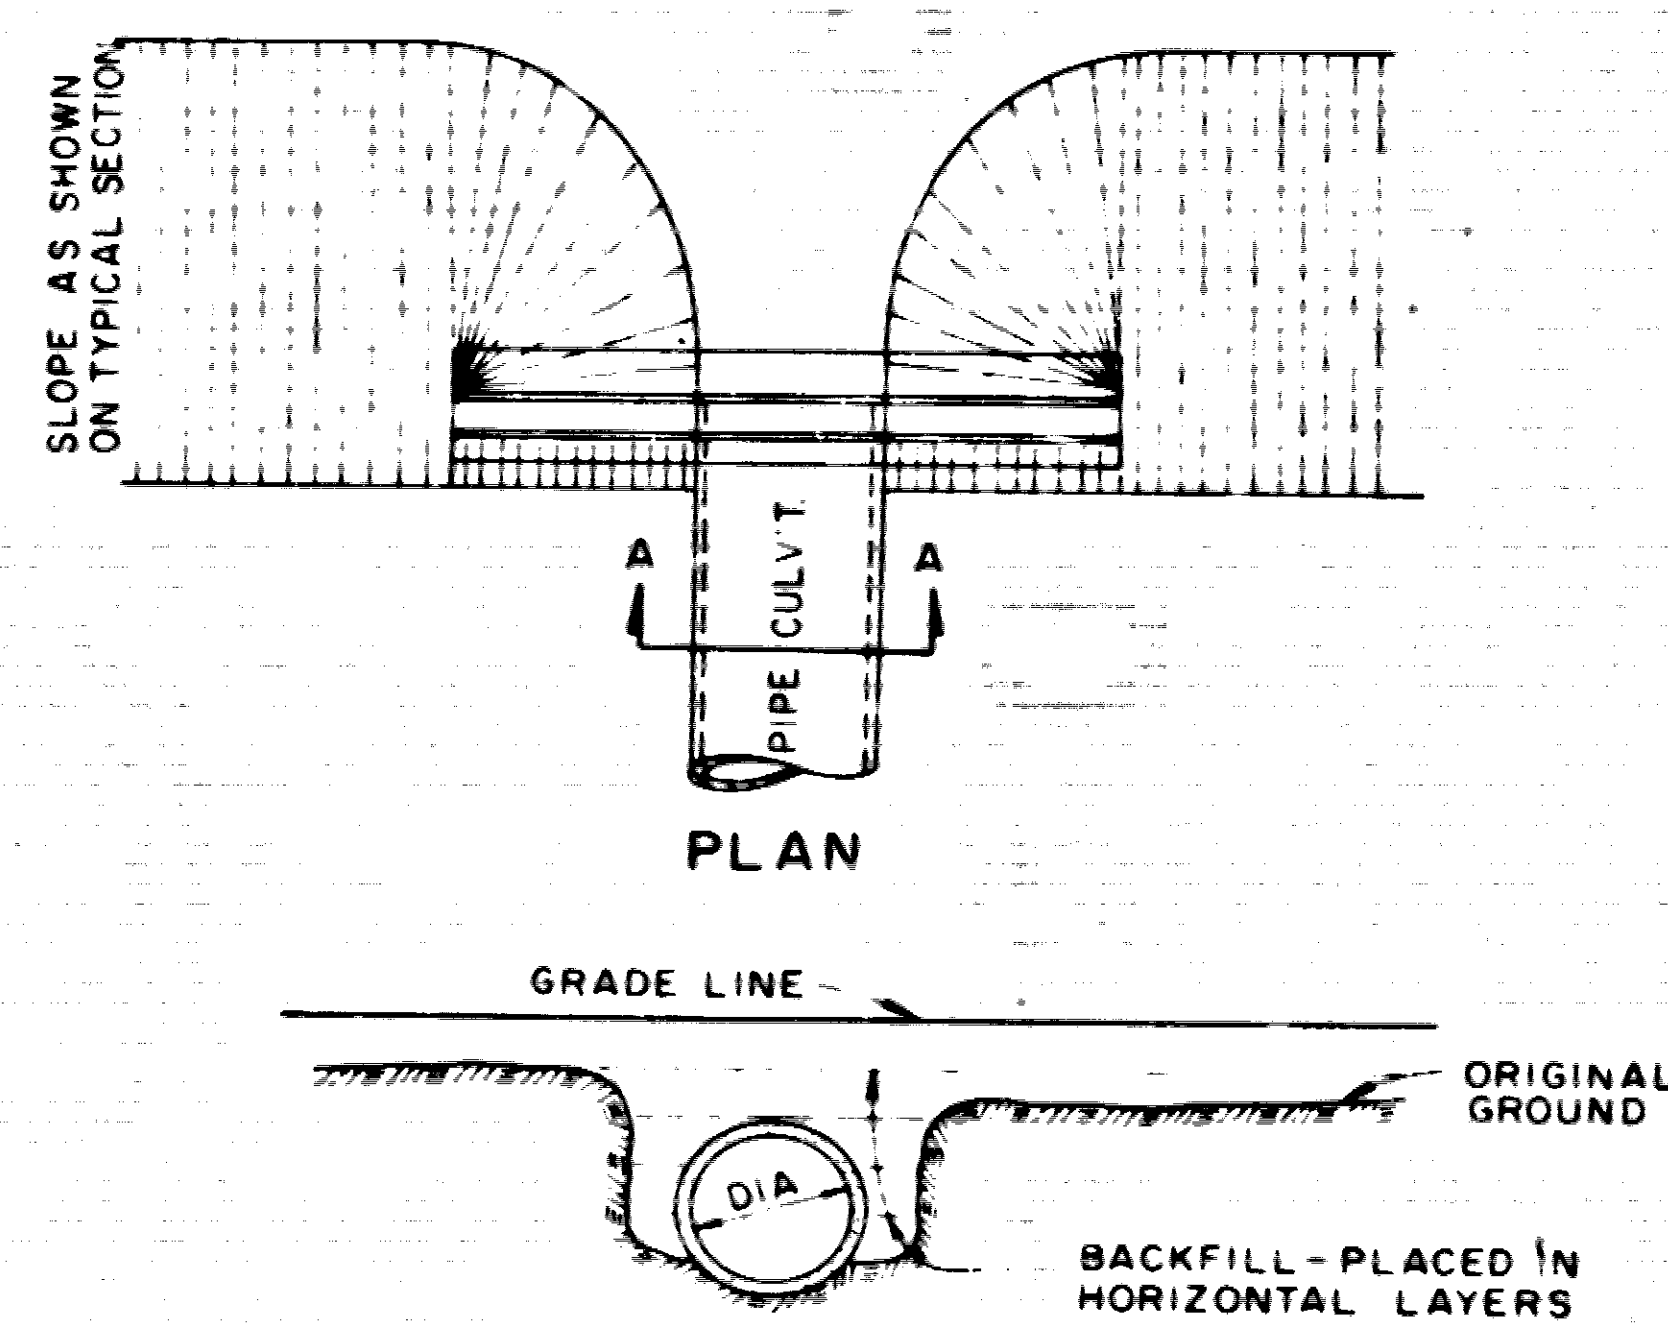 SLOPE AS SHOWN
ON TYPICAL SECTION
A
A
PIPE CULV'T.
PLAN
GRADE LINE
ORIGINAL
GROUND
DIA
BACKFILL-PLACED IN
HORIZONTAL LAYERS